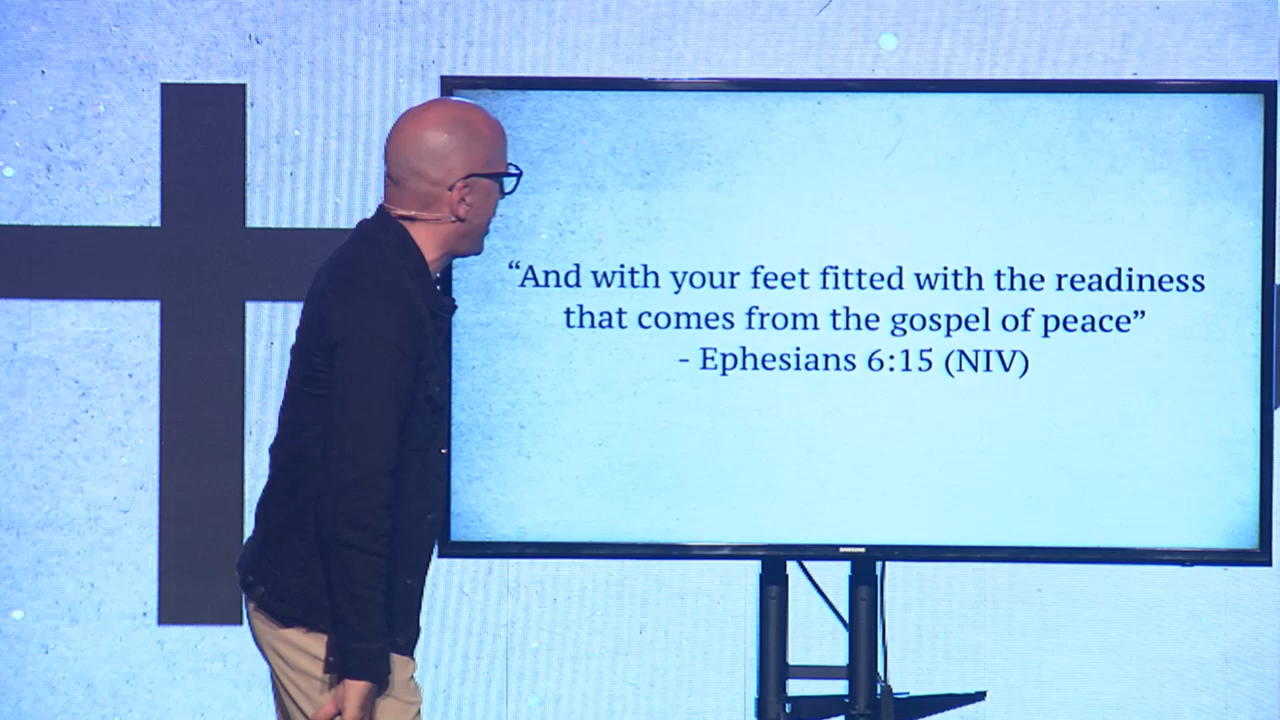 “And with your feet fitted with the readiness
that comes from the gospel of peace”
- Ephesians 6:15 (NIV)
SAMSUNG